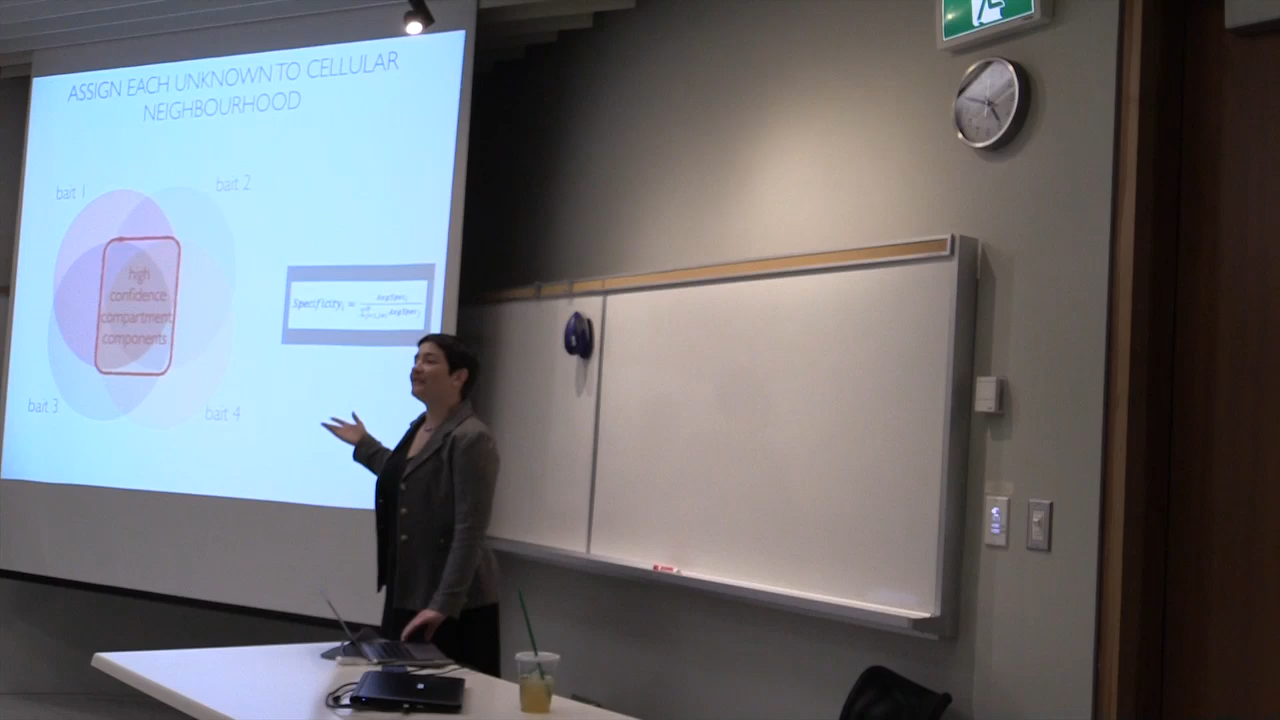 ASSIGN EACH UNKNOWN TO CELLULAR
NEIGHBOURHOOD
bait 1
bait 2
high
confidence
compartment
components
Specificity
bait 3
bait 4